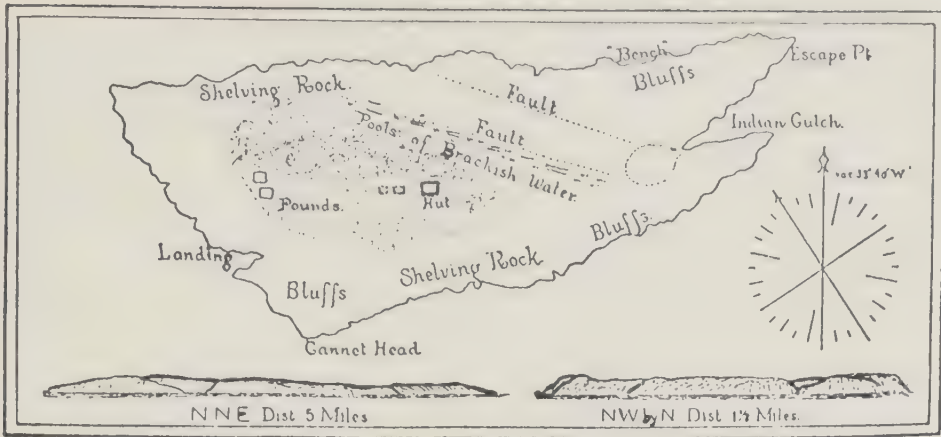 "Bench"
Escape Pt
Bluffs
Shelving Rock.
Fault
Indian Gulch.
Fault
Pools of Brackish Water.
Pounds.
Hut
Bluffs
Landing
Shelving Rock
Bluffs
Gannet Head
NNE Dist 5 Miles
NW by N Dist 1½ Miles.